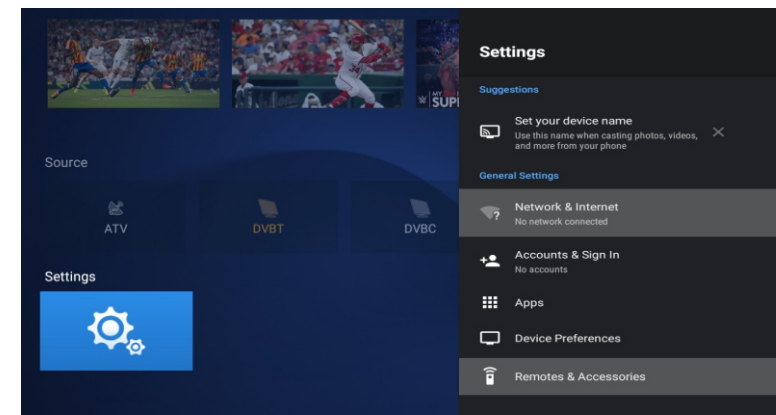 MY
SUP
Source
ATV
DVBT
DVBC
Settings
Settings
Suggestions
Set your device name
Use this name when casting photos, videos,
and more from your phone
General Settings
Network & Internet
No network connected
Accounts & Sign In
No accounts
Apps
Device Preferences
Remotes & Accessories